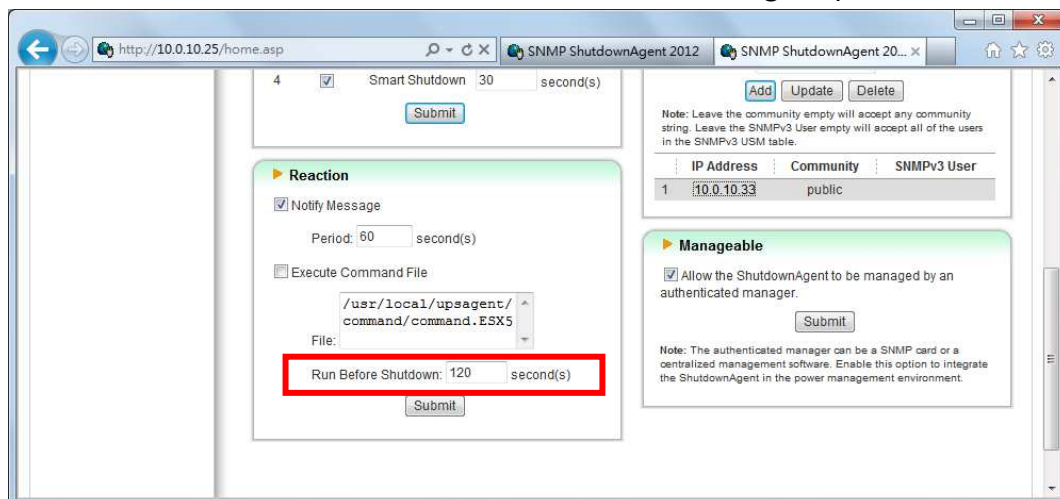 http://10.0.10.25/home.asp
SNMP ShutdownAgent 2012
SNMP ShutdownAgent 20...
4 Smart Shutdown 30 second(s)
Submit
Reaction
Notify Message
Period: 60 second(s)
Execute Command File
/usr/local/upsagent/
command/command.ESX5
File:
Run Before Shutdown: 120 second(s)
Submit
Add Update Delete
Note: Leave the community empty will accept any community
string. Leave the SNMPv3 User empty will accept all of the users
in the SNMPv3 USM table.
IP Address Community SNMPv3 User
1 10.0.10.33 public
Manageable
Allow the ShutdownAgent to be managed by an
authenticated manager.
Submit
Note: The authenticated manager can be a SNMP card or a
centralized management software. Enable this option to integrate
the ShutdownAgent in the power management environment.